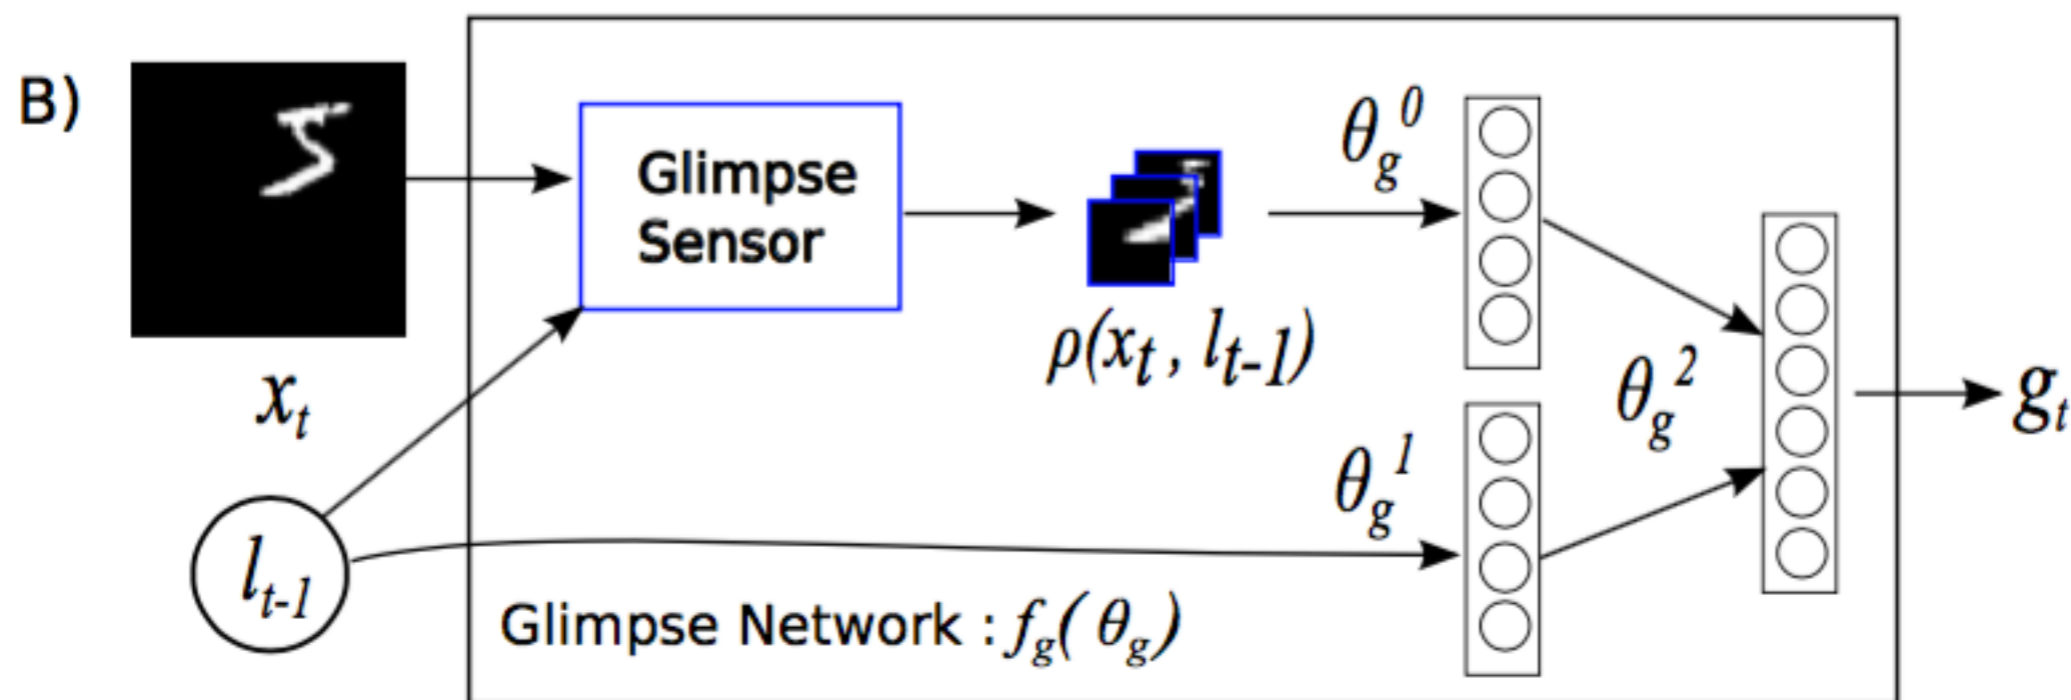 B)
Glimpse
Sensor
θg0
ρ(xt, lt-1)
xt
θg2
gt
θg1
lt-1
Glimpse Network : fg( θg)